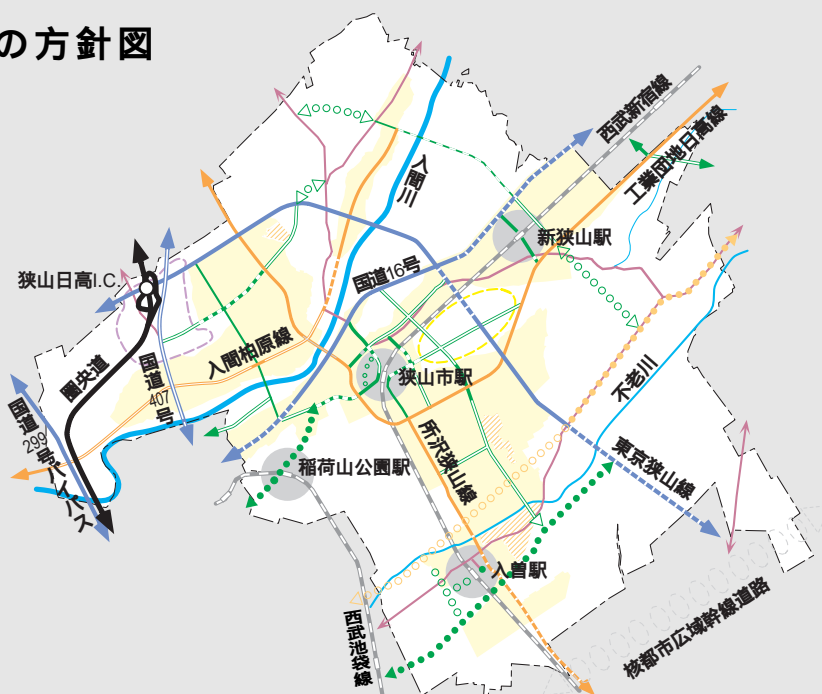 の方針図
西武新宿線
工業団地日高線
入間川
新狭山駅
狭山日高I.C.
国道16号
圏央道
国道407号
入間柏原線
狭山市駅
不老川
国道299号バイパス
所沢狭山線
稲荷山公園駅
東京狭山線
入曽駅
西武池袋線
核都市広域幹線道路